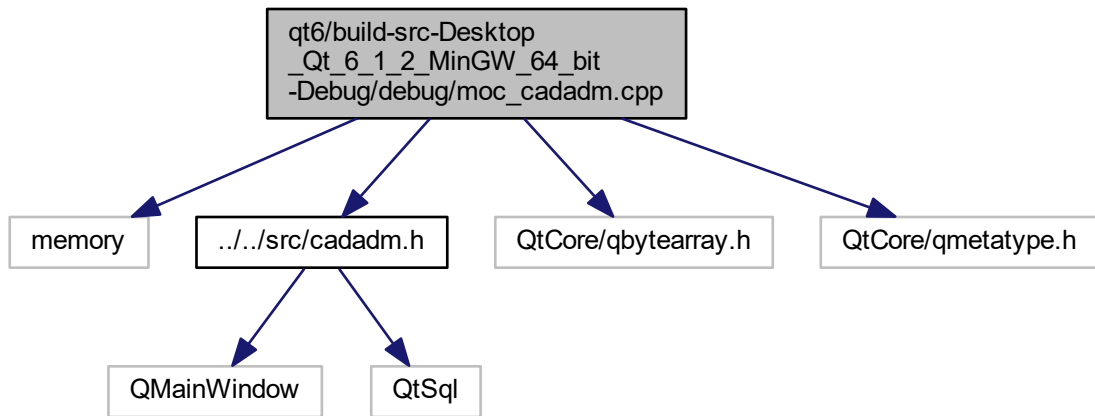 qt6/build-src-Desktop
_Qt_6_1_2_MinGW_64_bit
-Debug/debug/moc_cadadm.cpp
memory
../../src/cadadm.h
QtCore/qbytearray.h
QtCore/qmetatype.h
QMainWindow
QtSql